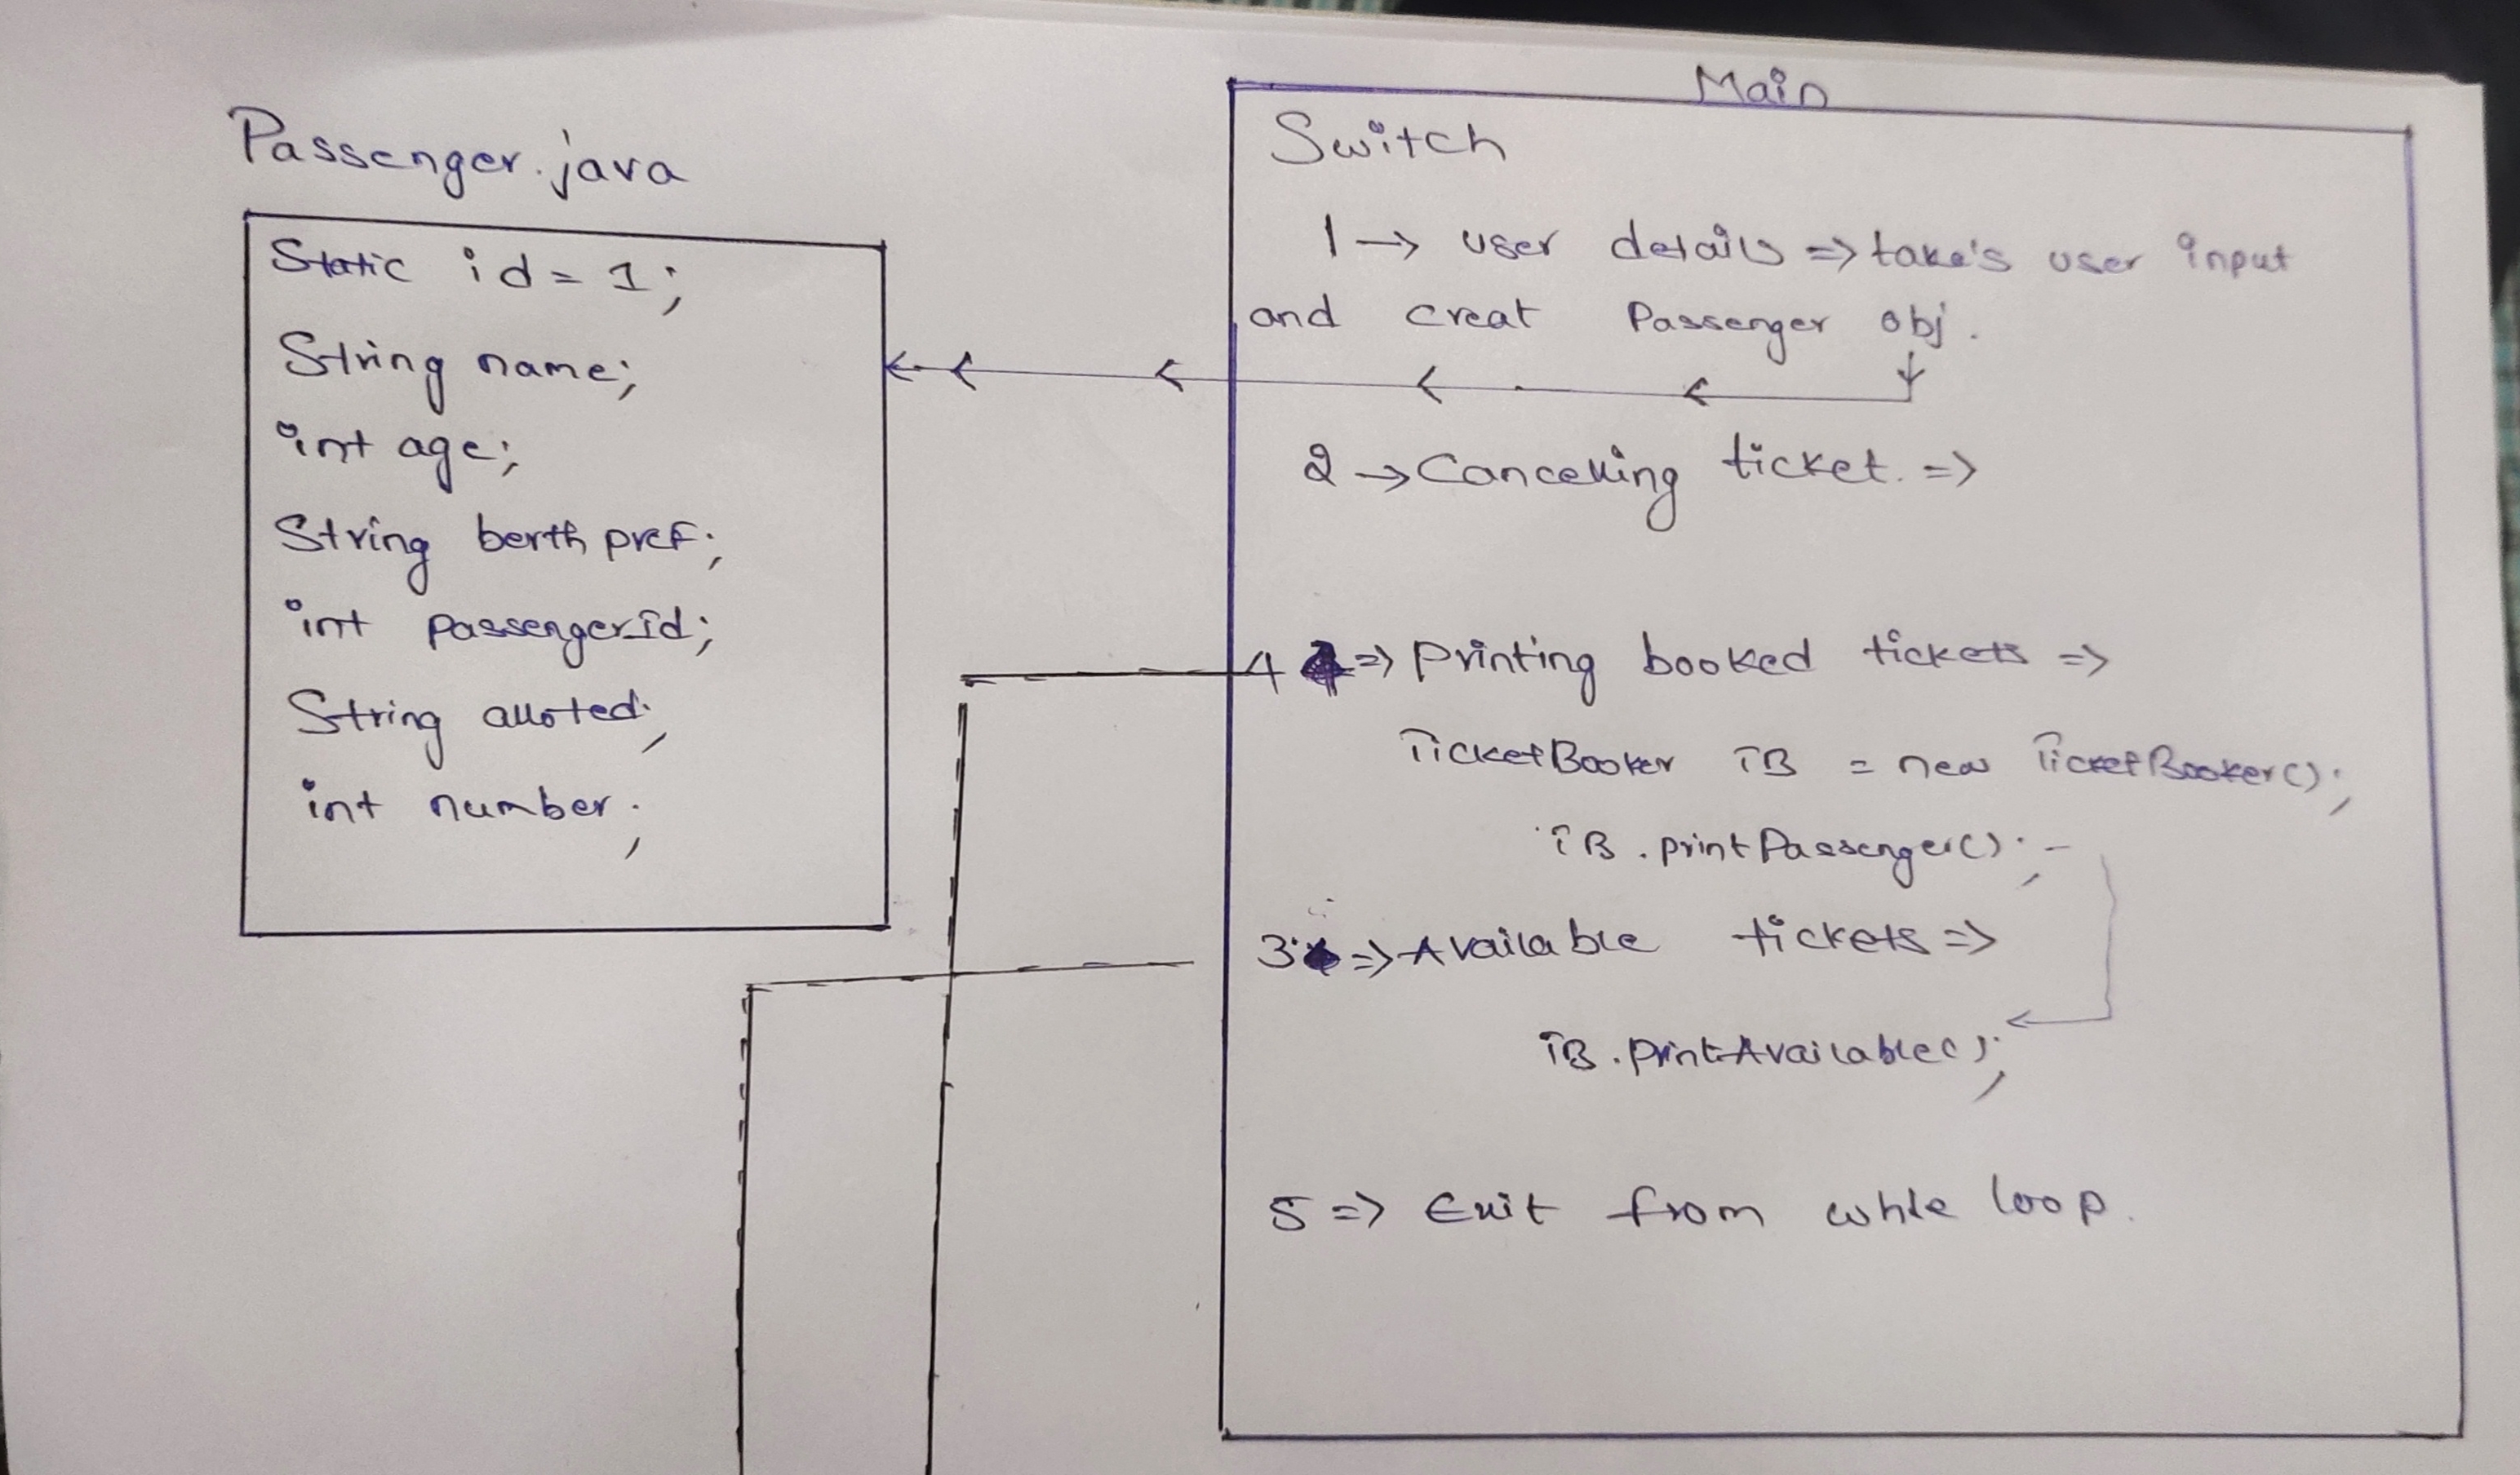 Passenger.java
Static id = 1;
String name;
int age;
String berth pref;
int passengerid;
String alloted;
int number;
Main
Switch
1 → user details => take's user input
and creat Passenger obj.
2 → Cancelling ticket. =>
4 => Printing booked tickets =>
TicketBooker TB = new TicketBooker();
TB.printPassenger();
3 => Available tickets =>
TB.printAvailable();
5 => Exit from while loop.